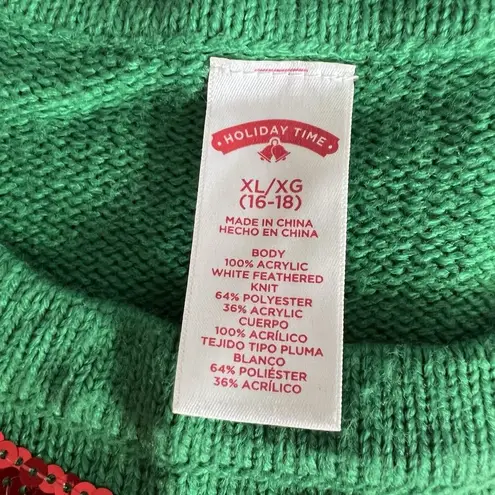 • HOLIDAY TIME •
XL/XG
(16-18)
MADE IN CHINA
HECHO EN CHINA
BODY
100% ACRYLIC
WHITE FEATHERED
KNIT
64% POLYESTER
36% ACRYLIC
CUERPO
100% ACRÍLICO
TEJIDO TIPO PLUMA
BLANCO
64% POLIÉSTER
36% ACRÍLICO